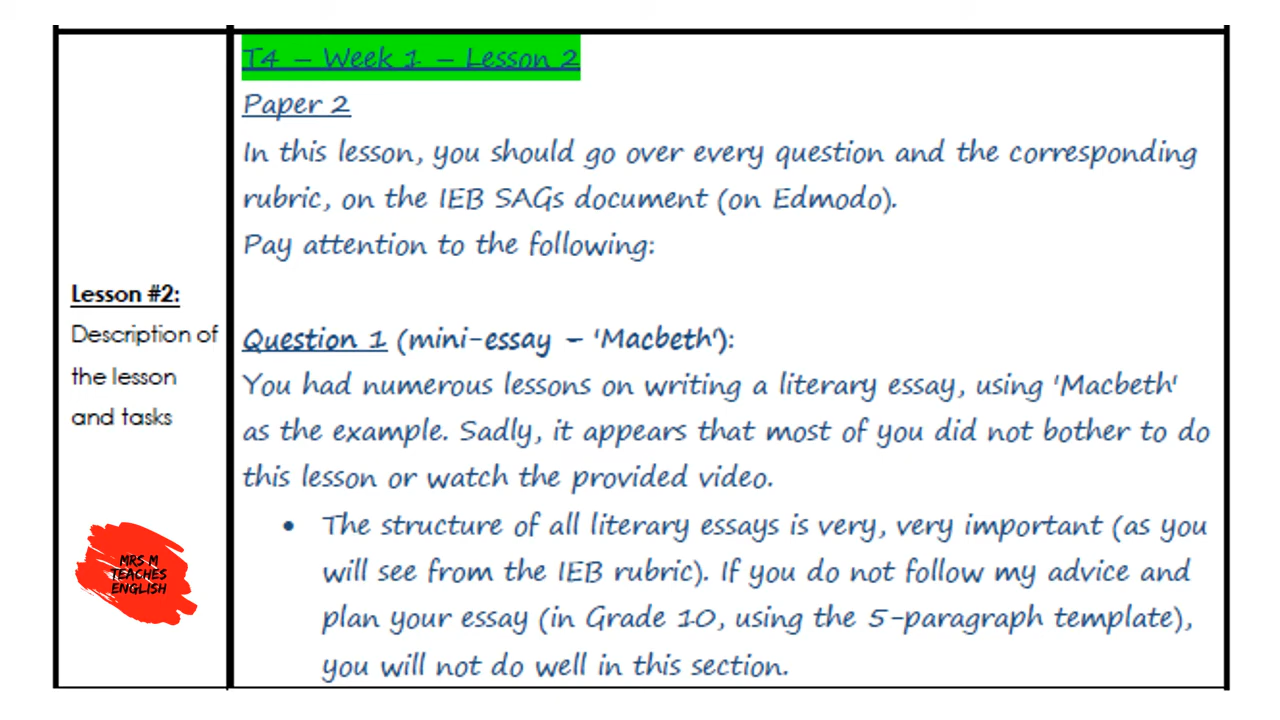 T4 – Week 1 – Lesson 2
Paper 2
In this lesson, you should go over every question and the corresponding
rubric, on the IEB SAGs document (on Edmodo).
Pay attention to the following:
Lesson #2:
Description of
the lesson
and tasks
Question 1 (mini-essay – 'Macbeth'):
You had numerous lessons on writing a literary essay, using 'Macbeth'
as the example. Sadly, it appears that most of you did not bother to do
this lesson or watch the provided video.
• The structure of all literary essays is very, very important (as you
will see from the IEB rubric). If you do not follow my advice and
plan your essay (in Grade 10, using the 5-paragraph template),
you will not do well in this section.
MRS M
TEACHES
ENGLISH